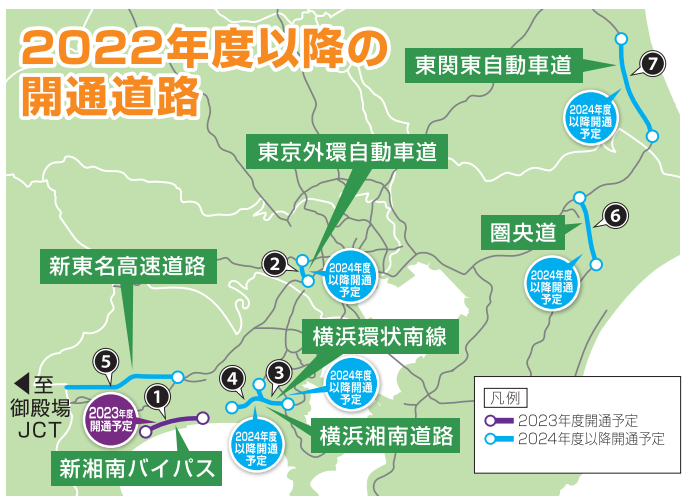 2022年度以降の
開通道路
東関東自動車道
7
2024年度
以降開通
予定
東京外環自動車道
圏央道
6
2024年度
以降開通
予定
新東名高速道路
2
2024年度
以降開通
予定
横浜環状南線
5
4
3
2024年度
以降開通
予定
至
御殿場
JCT
2023年度
開通予定
1
横浜湘南道路
2024年度
以降開通
予定
新湘南バイパス
凡例
2023年度開通予定
2024年度以降開通予定